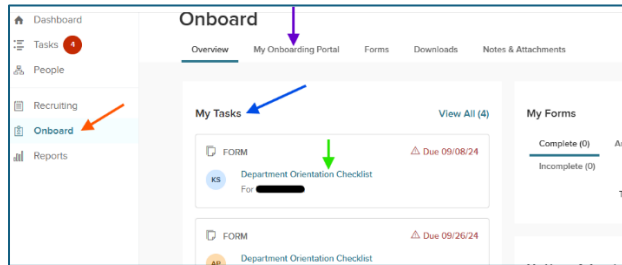 Dashboard
Tasks 4
People
Recruiting
Onboard
Reports
Onboard
Overview My Onboarding Portal Forms Downloads Notes & Attachments
My Tasks View All (4)
FORM Due 09/08/24
KS Department Orientation Checklist
For
FORM Due 09/26/24
Department Orientation Checklist
My Forms
Complete (0)
Incomplete (0)